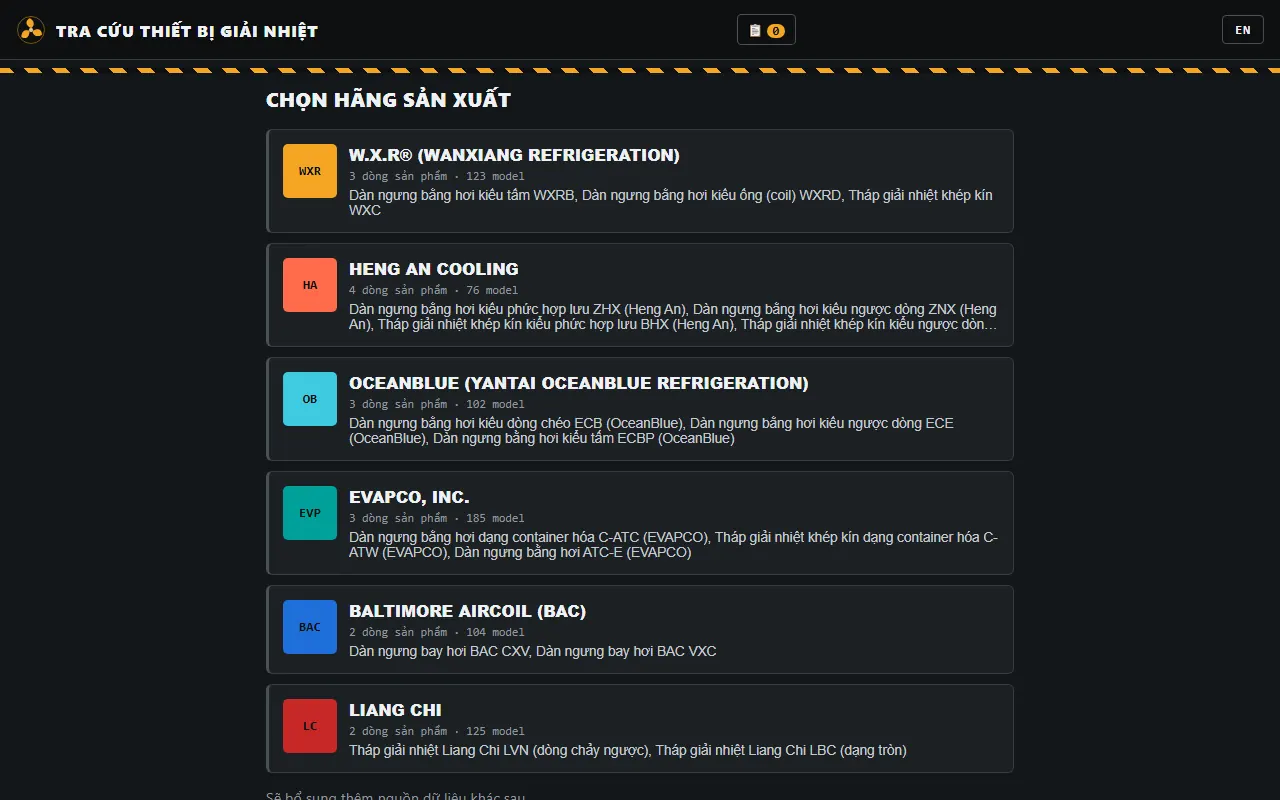 TRA CỨU THIẾT BỊ GIẢI NHIỆT
0
EN
CHỌN HÃNG SẢN XUẤT
WXR
W.X.R® (WANXIANG REFRIGERATION)
3 dòng sản phẩm · 123 model
Dàn ngưng bằng hơi kiểu tấm WXRB, Dàn ngưng bằng hơi kiểu ống (coil) WXRD, Tháp giải nhiệt khép kín
WXC
HA
HENG AN COOLING
4 dòng sản phẩm · 76 model
Dàn ngưng bằng hơi kiểu phức hợp lưu ZHX (Heng An), Dàn ngưng bằng hơi kiểu ngược dòng ZNX (Heng
An), Tháp giải nhiệt khép kín kiểu phức hợp lưu BHX (Heng An), Tháp giải nhiệt khép kín kiểu ngược dòn…
OB
OCEANBLUE (YANTAI OCEANBLUE REFRIGERATION)
3 dòng sản phẩm · 102 model
Dàn ngưng bằng hơi kiểu dòng chéo ECB (OceanBlue), Dàn ngưng bằng hơi kiểu ngược dòng ECE
(OceanBlue), Dàn ngưng bằng hơi kiểu tấm ECBP (OceanBlue)
EVP
EVAPCO, INC.
3 dòng sản phẩm · 185 model
Dàn ngưng bằng hơi dạng container hóa C-ATC (EVAPCO), Tháp giải nhiệt khép kín dạng container hóa C-
ATW (EVAPCO), Dàn ngưng bằng hơi ATC-E (EVAPCO)
BAC
BALTIMORE AIRCOIL (BAC)
2 dòng sản phẩm · 104 model
Dàn ngưng bay hơi BAC CXV, Dàn ngưng bay hơi BAC VXC
LC
LIANG CHI
2 dòng sản phẩm · 125 model
Tháp giải nhiệt Liang Chi LVN (dòng chảy ngược), Tháp giải nhiệt Liang Chi LBC (dạng tròn)
Sẽ bổ sung thêm nguồn dữ liệu khác sau